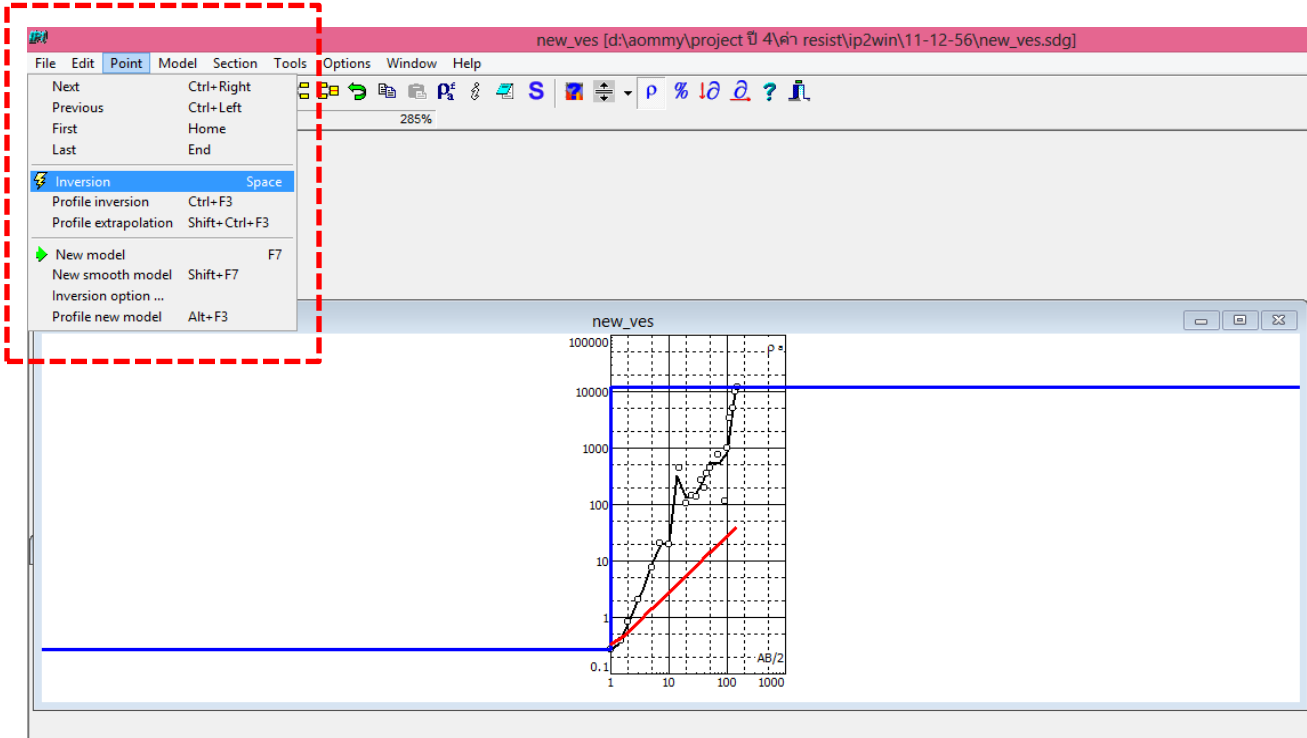 new_ves [d:\aommy\project ปี 4\ค่า resist\ip2win\11-12-56\new_ves.sdg]
File Edit Point Model Section Tools Options Window Help
Next Ctrl+Right
Previous Ctrl+Left
First Home
Last End
Inversion Space
Profile inversion Ctrl+F3
Profile extrapolation Shift+Ctrl+F3
New model F7
New smooth model Shift+F7
Inversion option ...
Profile new model Alt+F3
S ρ % ?
285%
new_ves
100000
ρ a
10000
1000
100
10
1
0.1
AB/2
1 10 100 1000